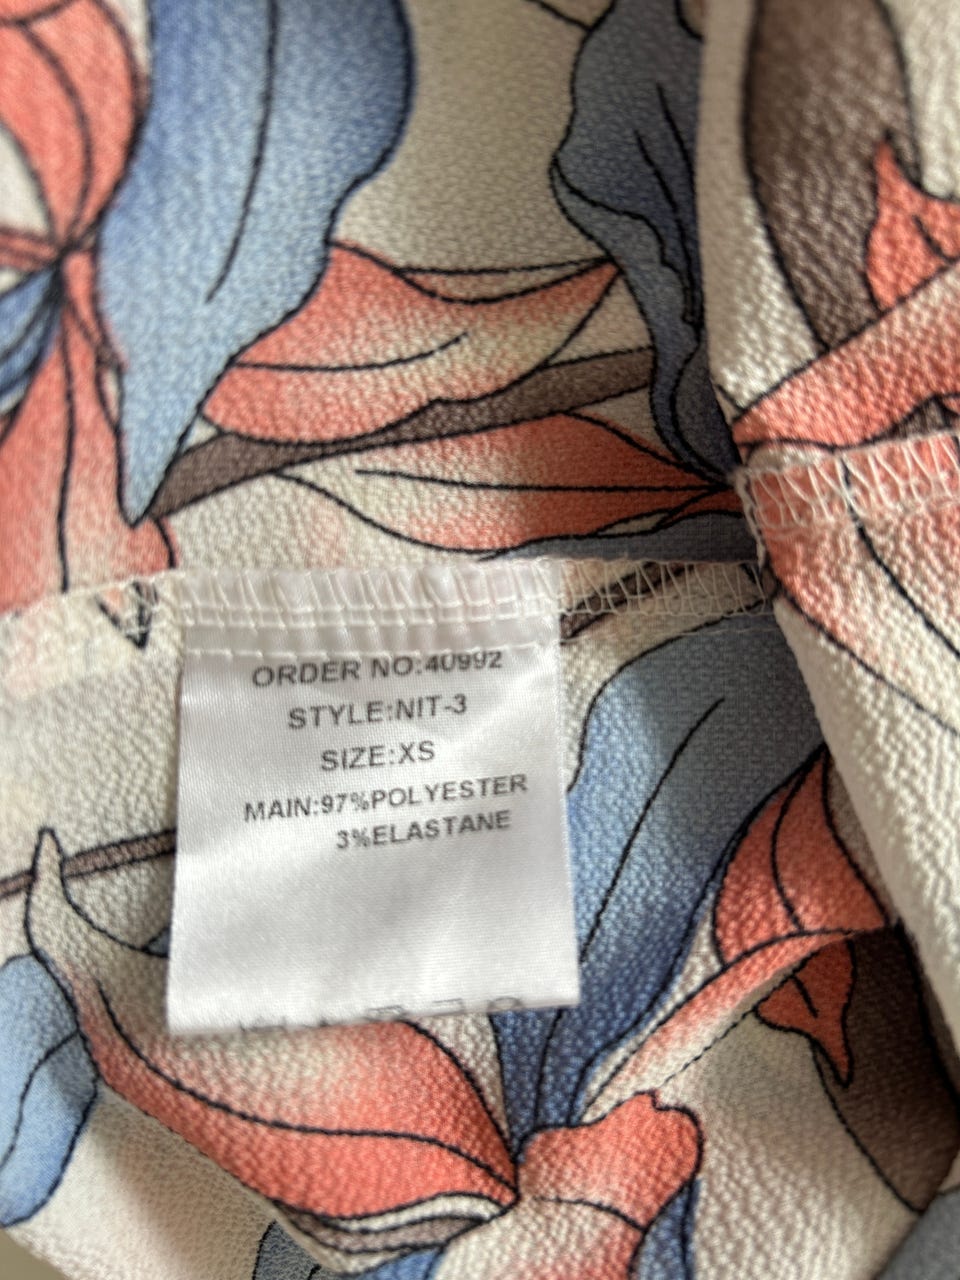 ORDER NO:40992
STYLE:NIT-3
SIZE:XS
MAIN:97%POLYESTER
3%ELASTANE